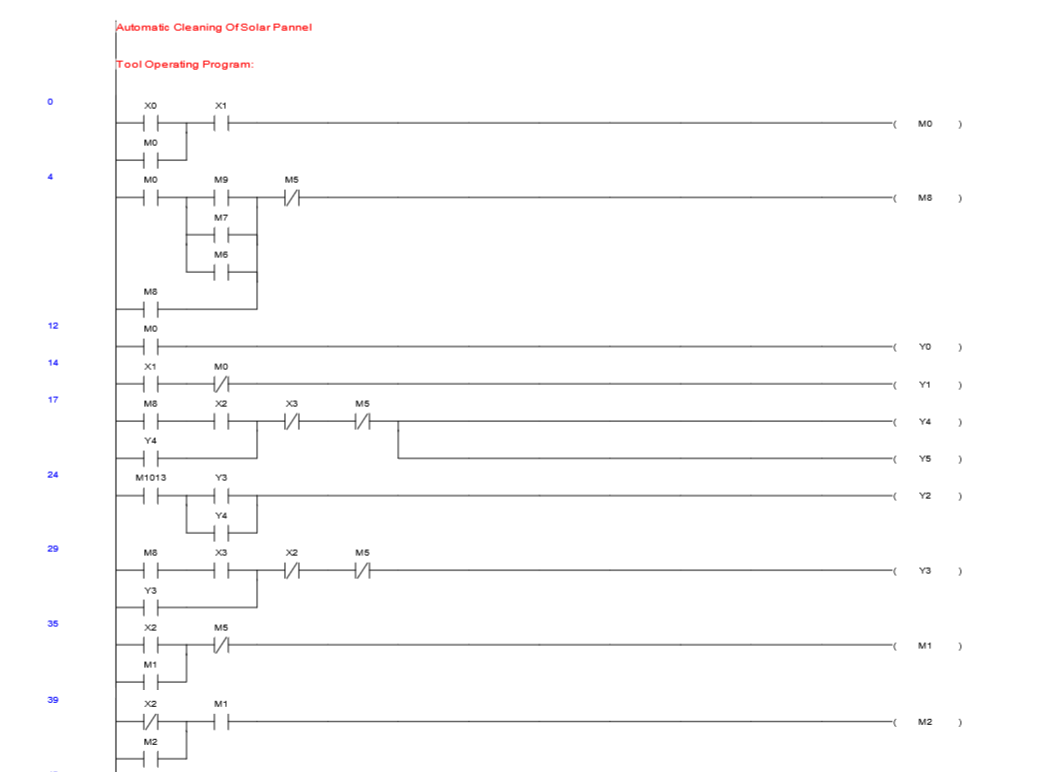 Automatic Cleaning Of Solar Pannel
Tool Operating Program:
0
X0 X1
( M0 )
M0
4
M0 M9 M5
( M8 )
M7
M6
M8
12
M0
( Y0 )
14
X1 M0
( Y1 )
17
M8 X2 X3 M5
( Y4 )
Y4
( Y5 )
24
M1013 Y3
( Y2 )
Y4
29
M8 X3 X2 M5
( Y3 )
Y3
35
X2 M5
( M1 )
M1
39
X2 M1
( M2 )
M2